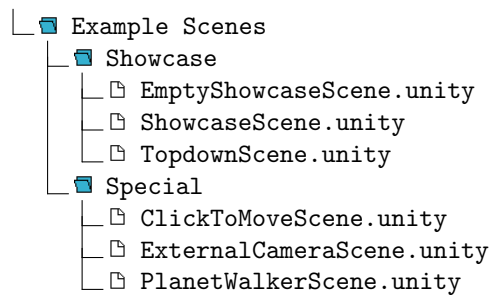 Example Scenes
Showcase
EmptyShowcaseScene.unity
ShowcaseScene.unity
TopdownScene.unity
Special
ClickToMoveScene.unity
ExternalCameraScene.unity
PlanetWalkerScene.unity